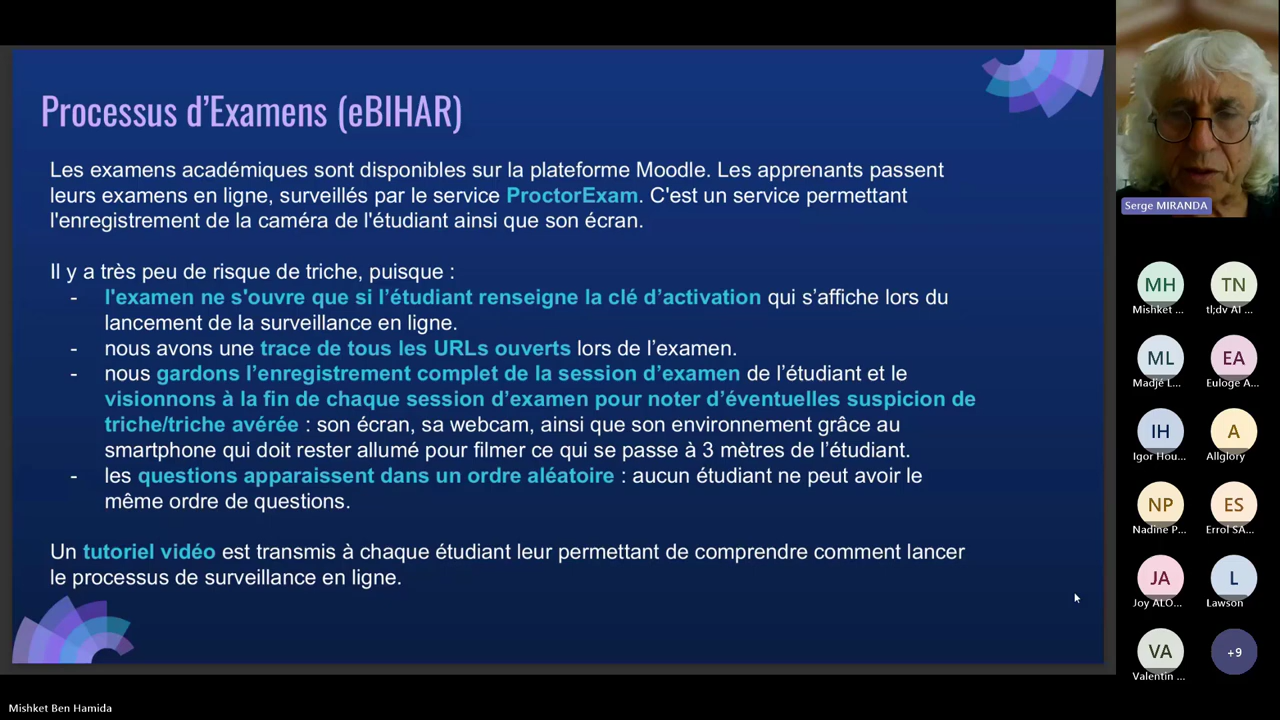 Processus d'Examens (eBIHAR)
Les examens académiques sont disponibles sur la plateforme Moodle. Les apprenants passent
leurs examens en ligne, surveillés par le service ProctorExam. C'est un service permettant
l'enregistrement de la caméra de l'étudiant ainsi que son écran.
Il y a très peu de risque de triche, puisque :
- l'examen ne s'ouvre que si l'étudiant renseigne la clé d'activation qui s'affiche lors du
lancement de la surveillance en ligne.
- nous avons une trace de tous les URLs ouverts lors de l'examen.
- nous gardons l'enregistrement complet de la session d'examen de l'étudiant et le
visionnons à la fin de chaque session d'examen pour noter d'éventuelles suspicion de
triche/triche avérée : son écran, sa webcam, ainsi que son environnement grâce au
smartphone qui doit rester allumé pour filmer ce qui se passe à 3 mètres de l'étudiant.
- les questions apparaissent dans un ordre aléatoire : aucun étudiant ne peut avoir le
même ordre de questions.
Un tutoriel vidéo est transmis à chaque étudiant leur permettant de comprendre comment lancer
le processus de surveillance en ligne.
Serge MIRANDA
MH TN
Mishket ... tl;dv AI ...
ML EA
Madjé L... Euloge A...
IH A
Igor Hou... Allglory
NP ES
Nadine P... Errol SA...
JA L
Joy ALO... Lawson
VA +9
Valentin ...
Mishket Ben Hamida